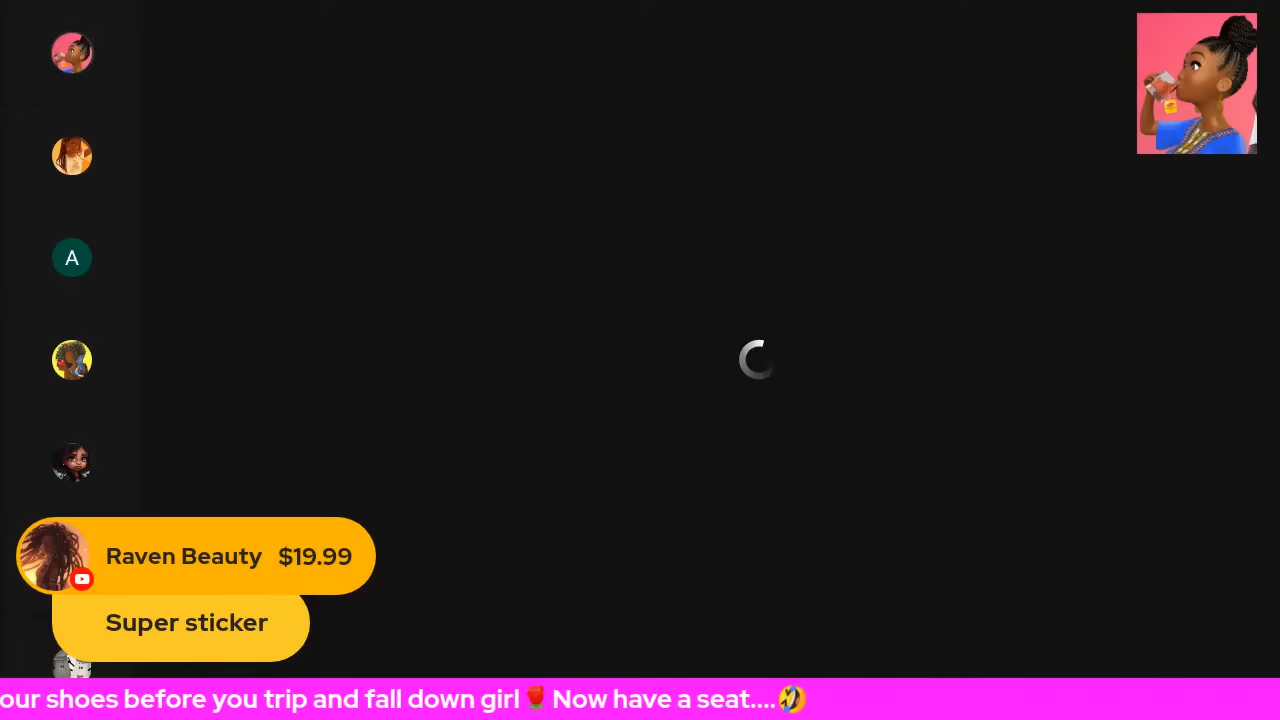 A
Raven Beauty $19.99
Super sticker
our shoes before you trip and fall down girl🌹Now have a seat....🤣